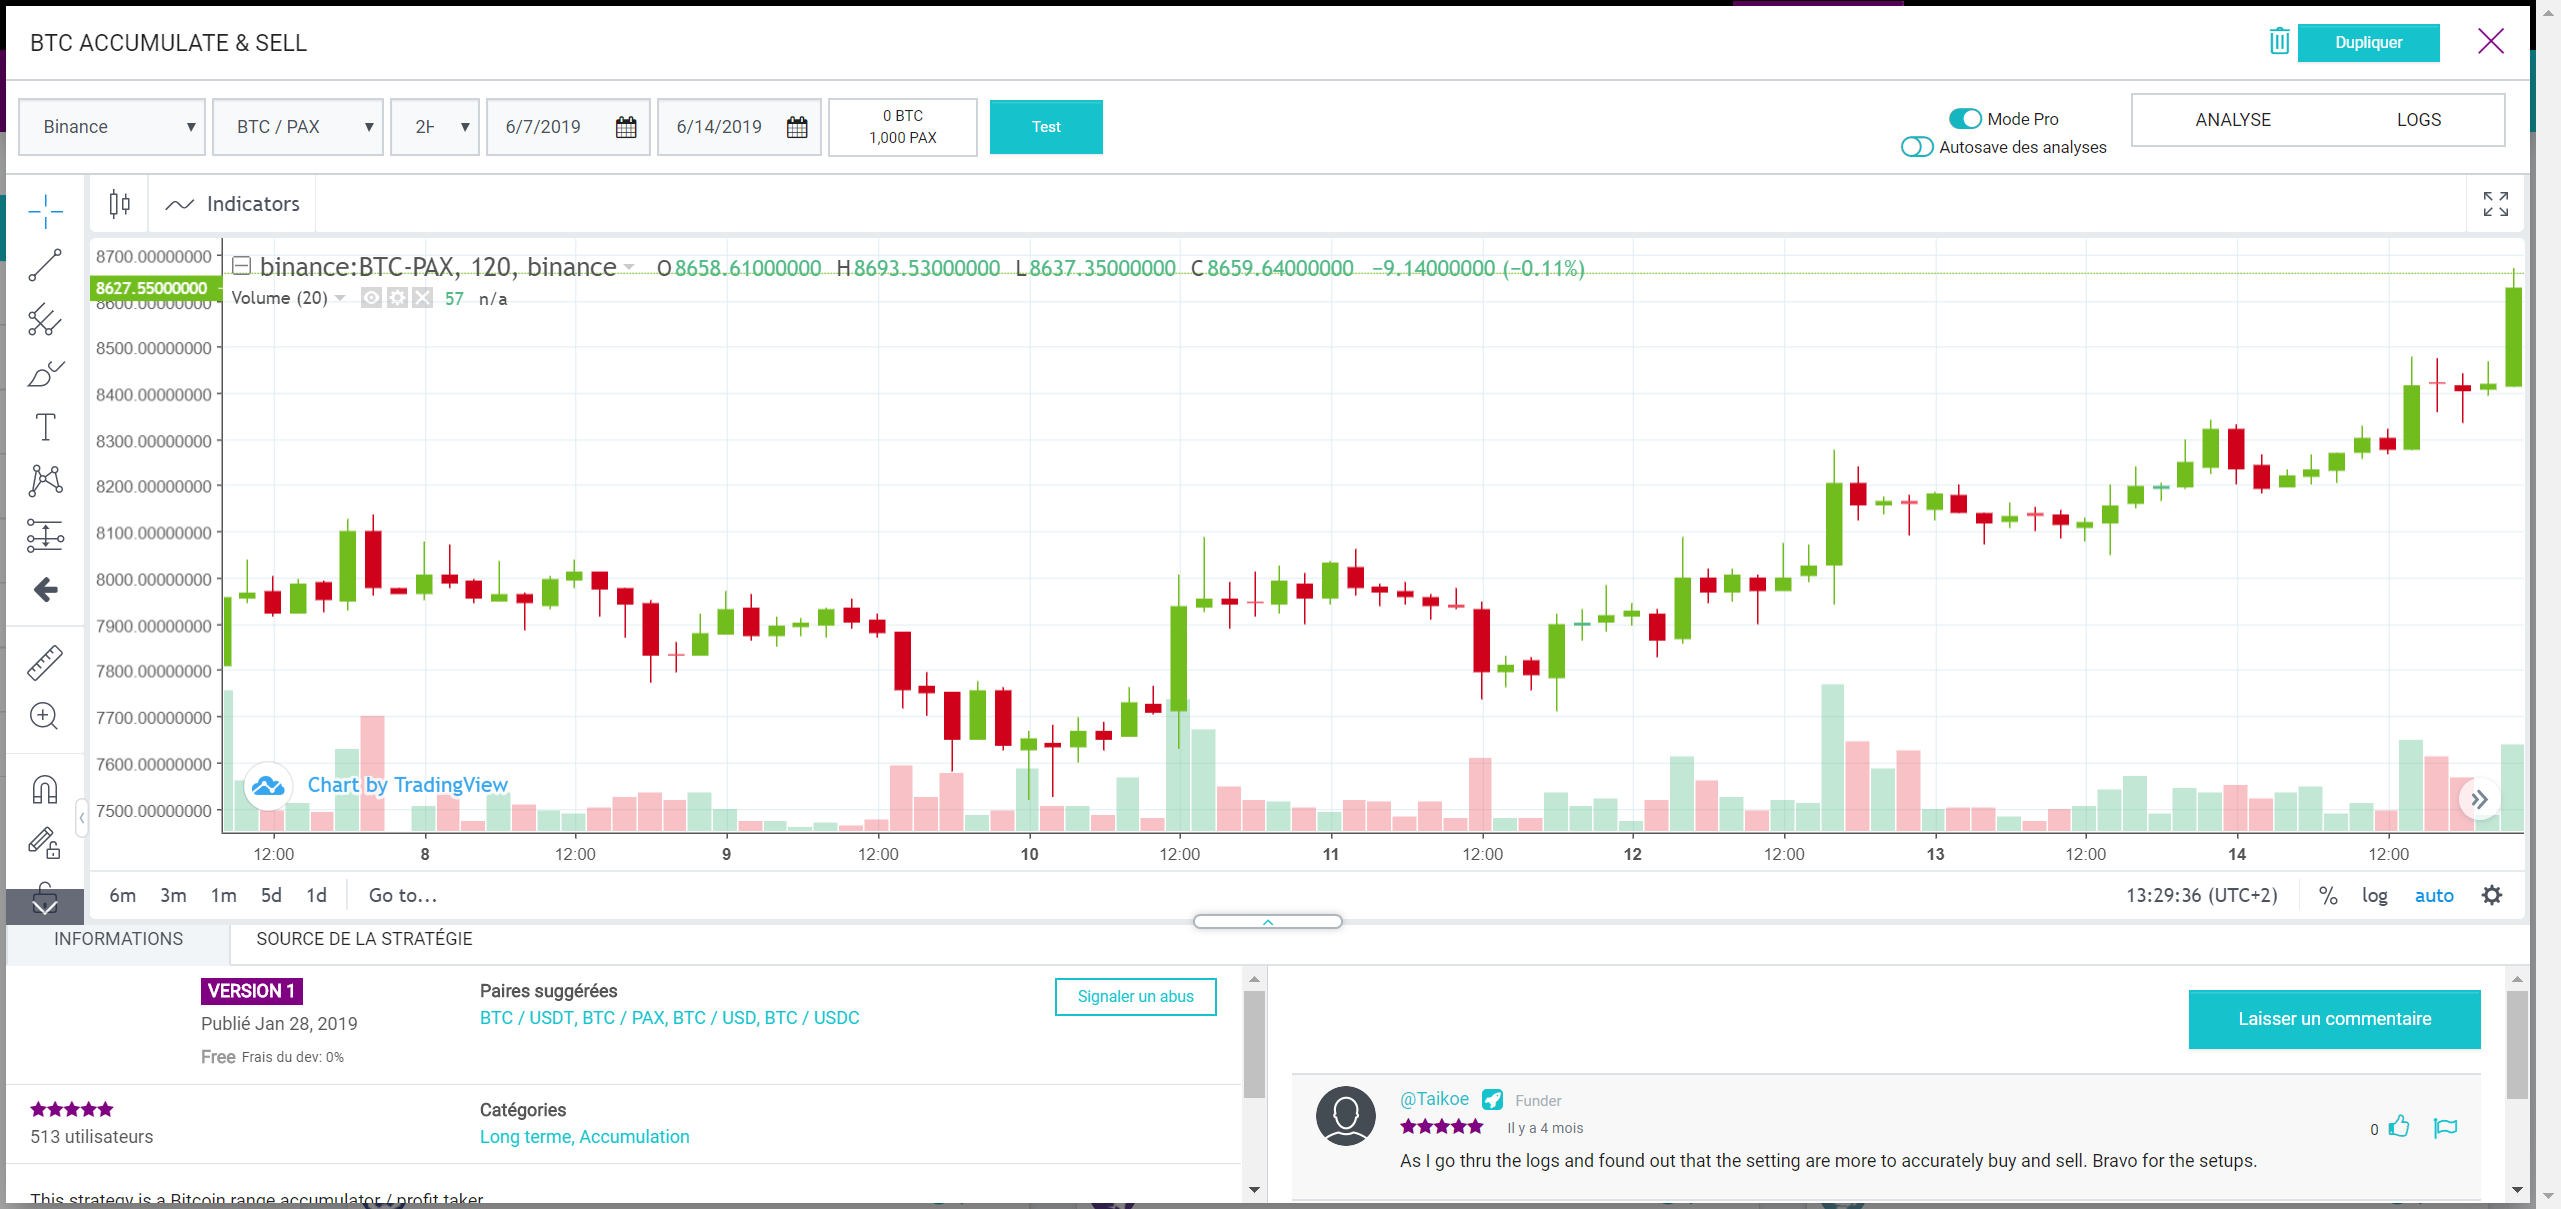 BTC ACCUMULATE & SELL
Dupliquer
Binance
BTC / PAX
2H
6/7/2019
6/14/2019
0 BTC
1,000 PAX
Test
Mode Pro
Autosave des analyses
ANALYSE
LOGS
Indicators
binance:BTC-PAX, 120, binance
O 8658.61000000 H 8693.53000000 L 8637.35000000 C 8659.64000000 −9.14000000 (−0.11%)
Volume (20)
57 n/a
8700.00000000
8627.55000000
8600.00000000
8500.00000000
8400.00000000
8300.00000000
8200.00000000
8100.00000000
8000.00000000
7900.00000000
7800.00000000
7700.00000000
7600.00000000
7500.00000000
Chart by TradingView
12:00 8 12:00 9 12:00 10 12:00 11 12:00 12 12:00 13 12:00 14 12:00
6m 3m 1m 5d 1d Go to...
13:29:36 (UTC+2) % log auto
INFORMATIONS
SOURCE DE LA STRATÉGIE
VERSION 1
Publié Jan 28, 2019
Free Frais du dev: 0%
Paires suggérées
BTC / USDT, BTC / PAX, BTC / USD, BTC / USDC
Signaler un abus
513 utilisateurs
Catégories
Long terme, Accumulation
This strategy is a Bitcoin range accumulator / profit taker
Laisser un commentaire
@Taikoe Funder
Il y a 4 mois
0
As I go thru the logs and found out that the setting are more to accurately buy and sell. Bravo for the setups.